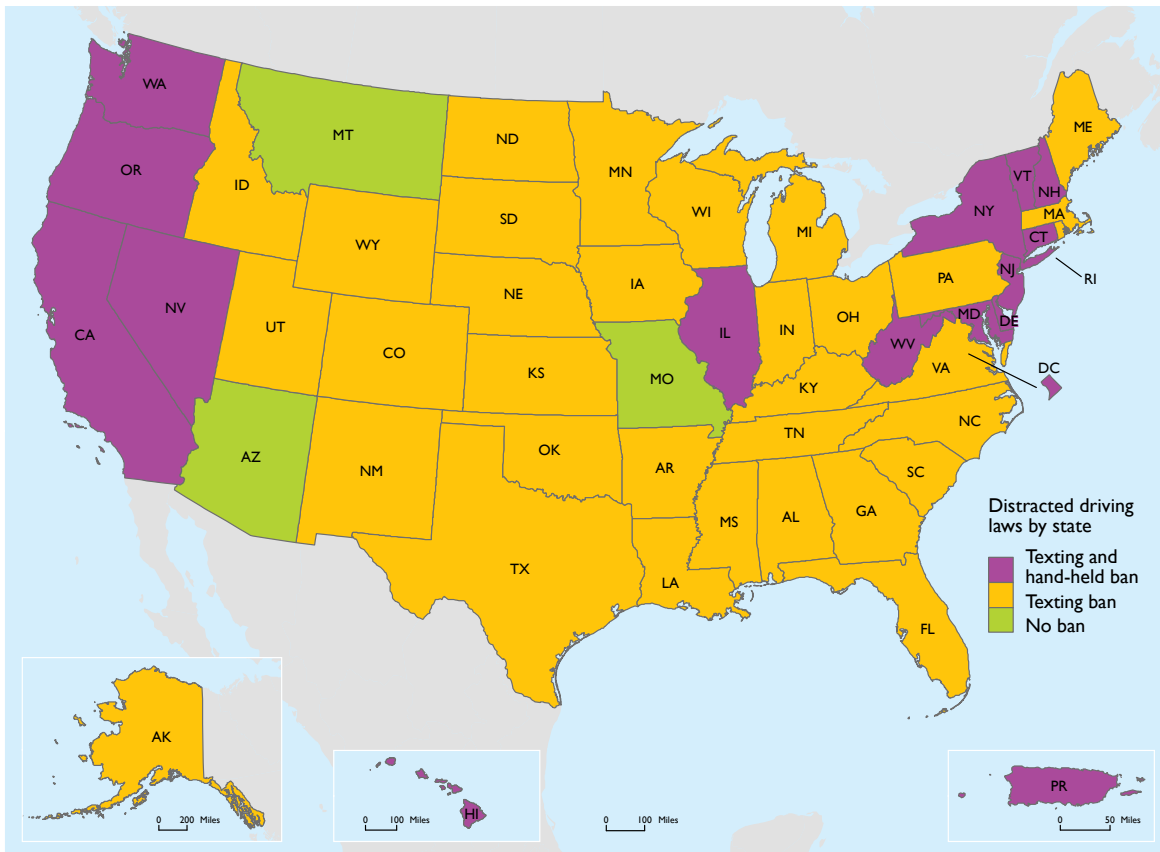 WA
MT
ND
ME
OR
MN
VT
ID
NH
SD
WI
NY
MA
WY
MI
CT
RI
PA
NJ
IA
NE
NV
OH
MD
DE
UT
IN
CA
IL
WV
CO
VA
DC
KS
MO
KY
NC
TN
AZ
OK
NM
AR
SC
Distracted driving
laws by state
Texting and
hand-held ban
Texting ban
No ban
MS
AL
GA
TX
LA
FL
AK
0 200 Miles
HI
0 100 Miles
0 100 Miles
PR
0 50 Miles